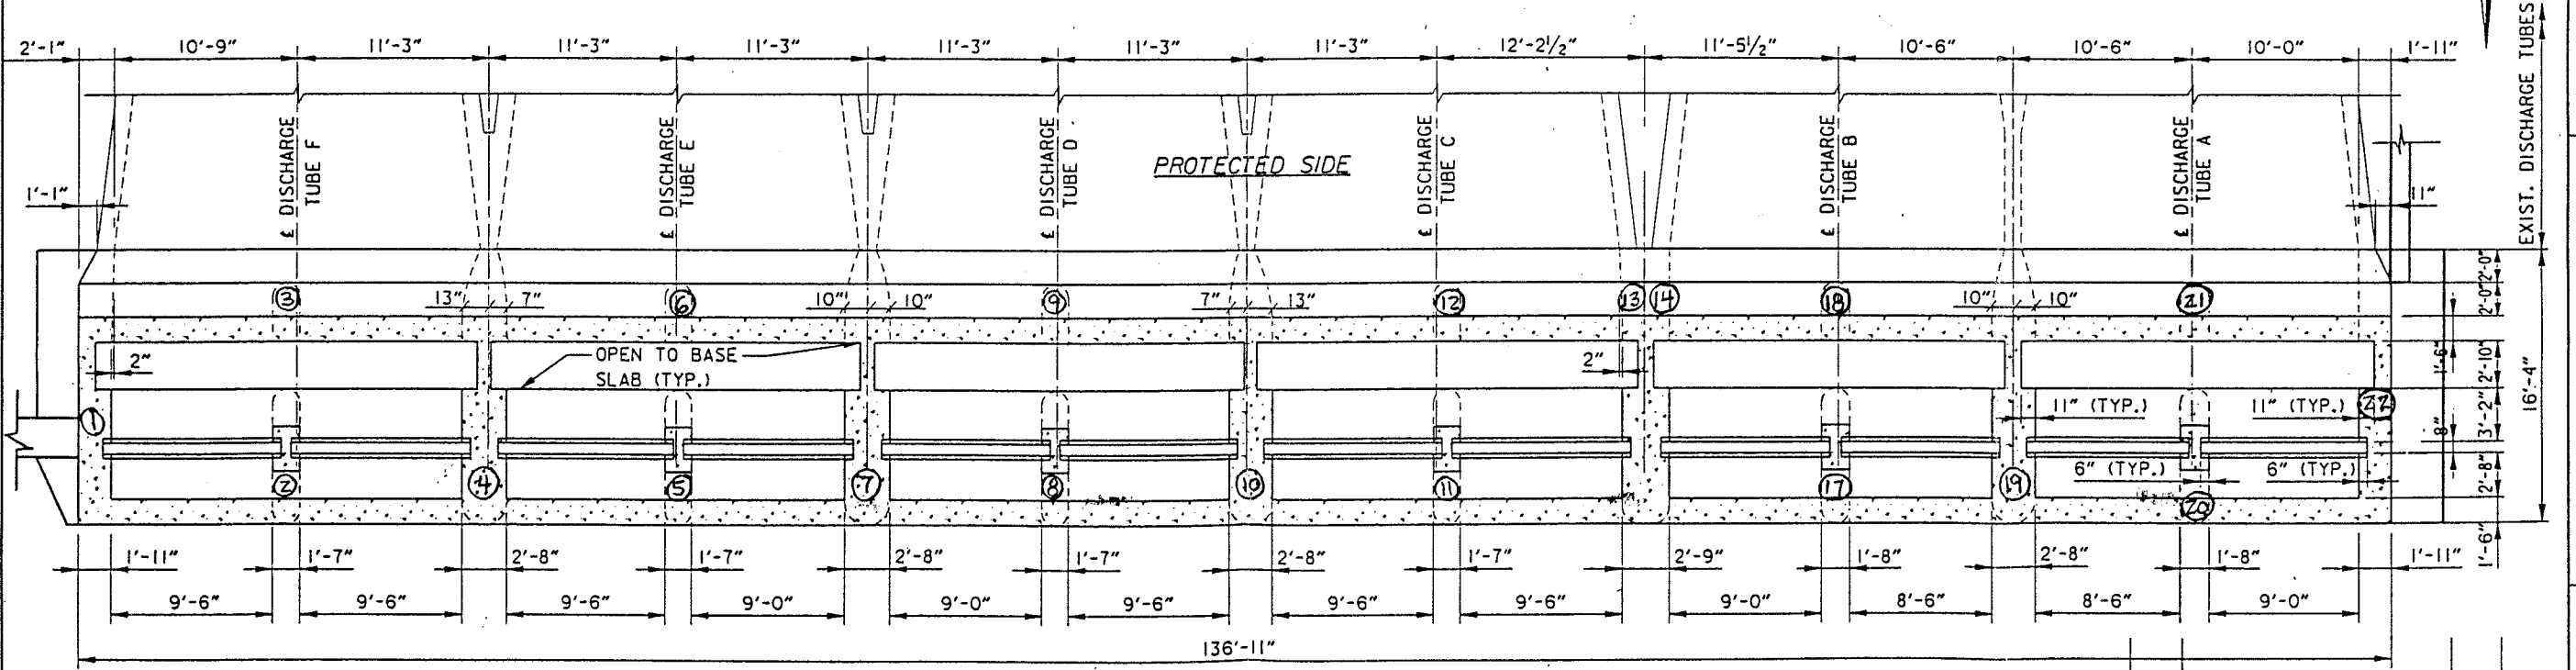 2'-1" 10'-9" 11'-3" 11'-3" 11'-3" 11'-3" 11'-3" 11'-3" 12'-2½" 11'-5½" 10'-6" 10'-6" 10'-0" 1'-11"
EXIST. DISCHARGE TUBES
℄ DISCHARGE
TUBE F
℄ DISCHARGE
TUBE E
℄ DISCHARGE
TUBE D
℄ DISCHARGE
TUBE C
℄ DISCHARGE
TUBE B
℄ DISCHARGE
TUBE A
PROTECTED SIDE
1'-1"
11"
3 13" 7" 6 10" 10" 9 7" 13" 12 13 14 18 10" 10" 21
2'-0"
2'-0"
1'-6"
2'-10"
3'-2"
8"
2'-8"
1'-6"
16'-4"
2"
OPEN TO BASE
SLAB (TYP.)
2"
1
11" (TYP.) 11" (TYP.) 22
6" (TYP.) 6" (TYP.)
2 4 5 7 8 10 11 17 19 20
1'-11" 1'-7" 2'-8" 1'-7" 2'-8" 1'-7" 2'-8" 1'-7" 2'-9" 1'-8" 2'-8" 1'-8" 1'-11"
9'-6" 9'-6" 9'-6" 9'-0" 9'-0" 9'-6" 9'-6" 9'-6" 9'-0" 8'-6" 8'-6" 9'-0"
136'-11"